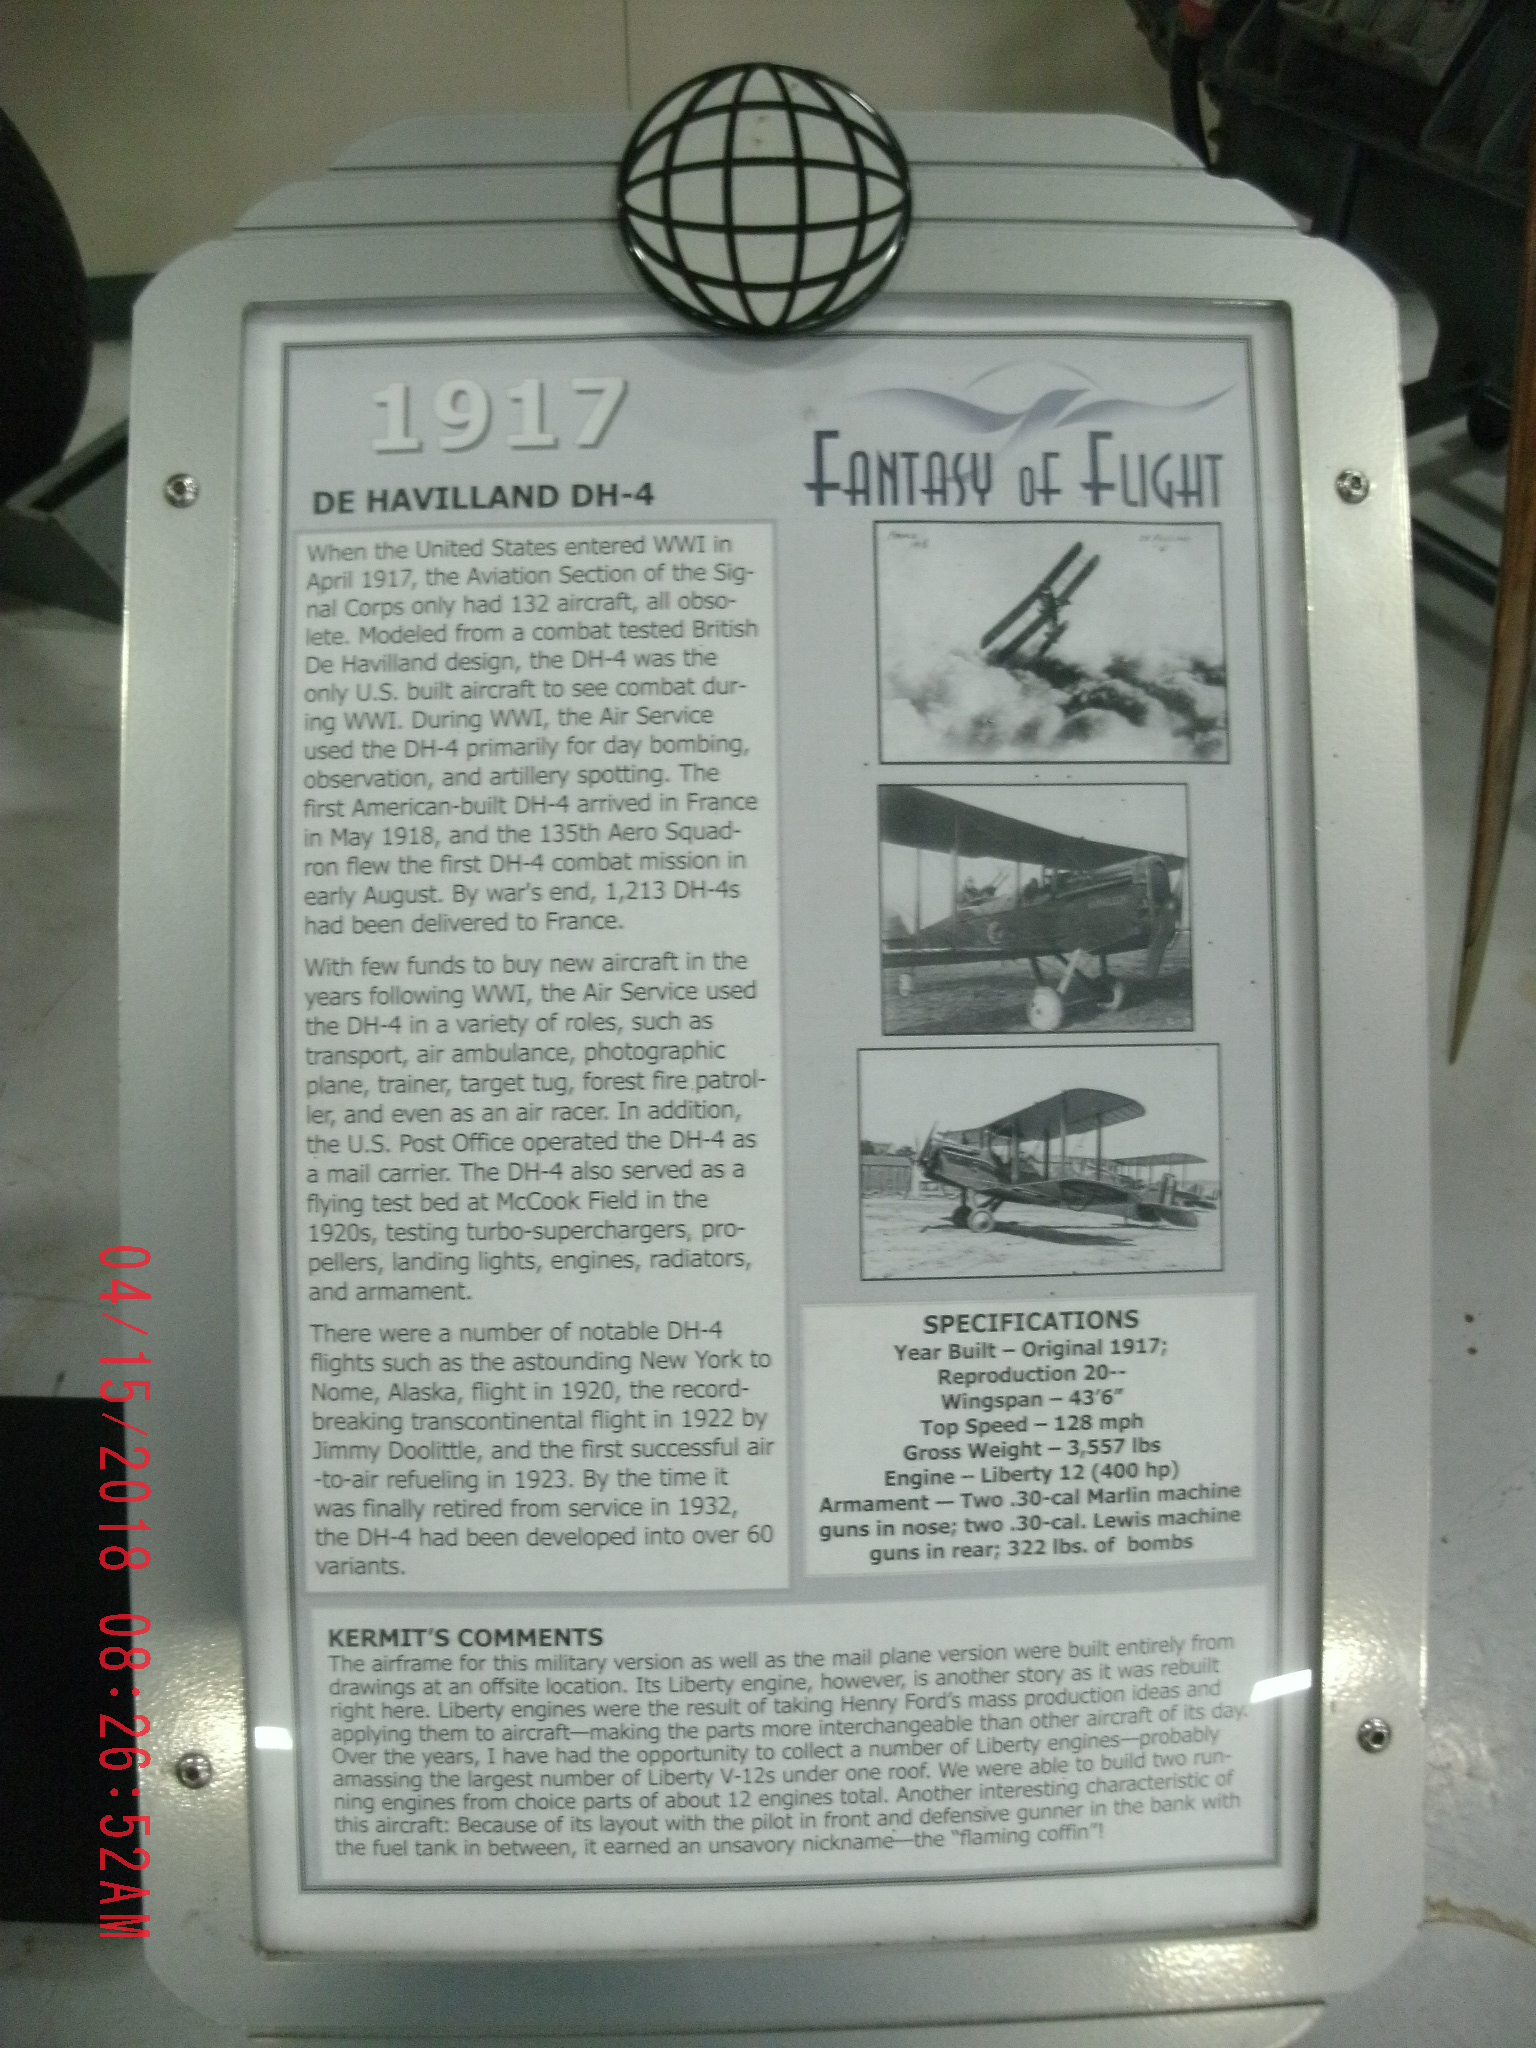 1917
DE HAVILLAND DH-4
When the United States entered WWI in
April 1917, the Aviation Section of the Sig-
nal Corps only had 132 aircraft, all obso-
lete. Modeled from a combat tested British
De Havilland design, the DH-4 was the
only U.S. built aircraft to see combat dur-
ing WWI. During WWI, the Air Service
used the DH-4 primarily for day bombing,
observation, and artillery spotting. The
first American-built DH-4 arrived in France
in May 1918, and the 135th Aero Squad-
ron flew the first DH-4 combat mission in
early August. By war's end, 1,213 DH-4s
had been delivered to France.
With few funds to buy new aircraft in the
years following WWI, the Air Service used
the DH-4 in a variety of roles, such as
transport, air ambulance, photographic
plane, trainer, target tug, forest fire patrol-
ler, and even as an air racer. In addition,
the U.S. Post Office operated the DH-4 as
a mail carrier. The DH-4 also served as a
flying test bed at McCook Field in the
1920s, testing turbo-superchargers, pro-
pellers, landing lights, engines, radiators,
and armament.
There were a number of notable DH-4
flights such as the astounding New York to
Nome, Alaska, flight in 1920, the record-
breaking transcontinental flight in 1922 by
Jimmy Doolittle, and the first successful air
-to-air refueling in 1923. By the time it
was finally retired from service in 1932,
the DH-4 had been developed into over 60
variants.
FANTASY OF FLIGHT
SPECIFICATIONS
Year Built – Original 1917;
Reproduction 20--
Wingspan – 43'6"
Top Speed – 128 mph
Gross Weight – 3,557 lbs
Engine – Liberty 12 (400 hp)
Armament — Two .30-cal Marlin machine
guns in nose; two .30-cal. Lewis machine
guns in rear; 322 lbs. of bombs
KERMIT'S COMMENTS
The airframe for this military version as well as the mail plane version were built entirely from
drawings at an offsite location. Its Liberty engine, however, is another story as it was rebuilt
right here. Liberty engines were the result of taking Henry Ford's mass production ideas and
applying them to aircraft—making the parts more interchangeable than other aircraft of its day.
Over the years, I have had the opportunity to collect a number of Liberty engines—probably
amassing the largest number of Liberty V-12s under one roof. We were able to build two run-
ning engines from choice parts of about 12 engines total. Another interesting characteristic of
this aircraft: Because of its layout with the pilot in front and defensive gunner in the bank with
the fuel tank in between, it earned an unsavory nickname—the "flaming coffin"!
04/15/2018 08:26:52AM